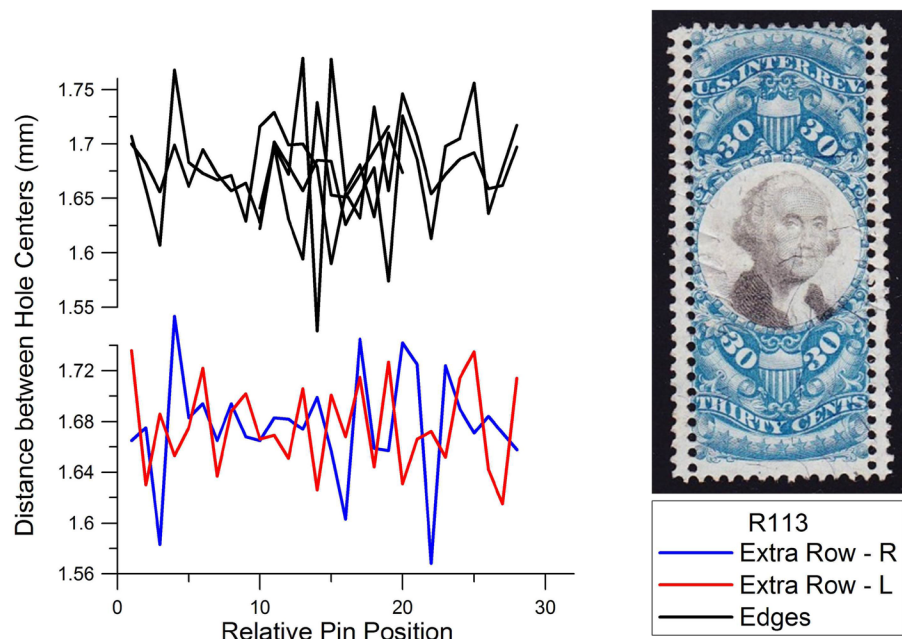 Distance between Hole Centers (mm)
1.75
1.7
1.65
1.6
1.55
1.72
1.68
1.64
1.6
1.56
0
10
20
30
Relative Pin Position
U.S. INTER. REV.
30 30
30 30
THIRTY CENTS
R113
Extra Row - R
Extra Row - L
Edges